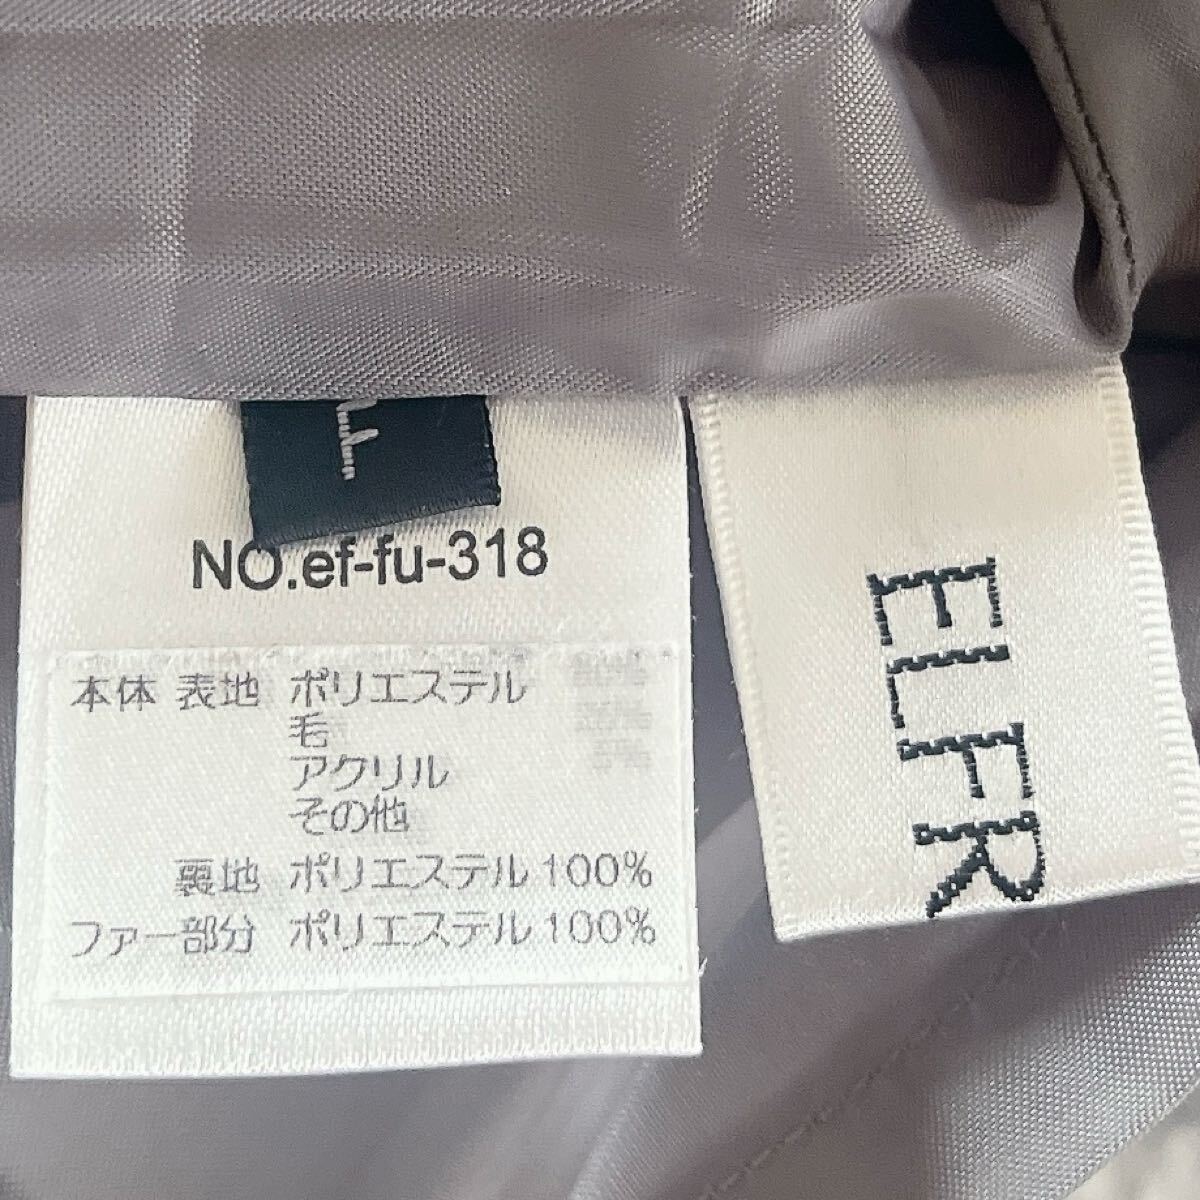 NO.ef-fu-318
本体 表地 ポリエステル
毛
アクリル
その他
裏地 ポリエステル 100%
ファー部分 ポリエステル 100%
ELFR